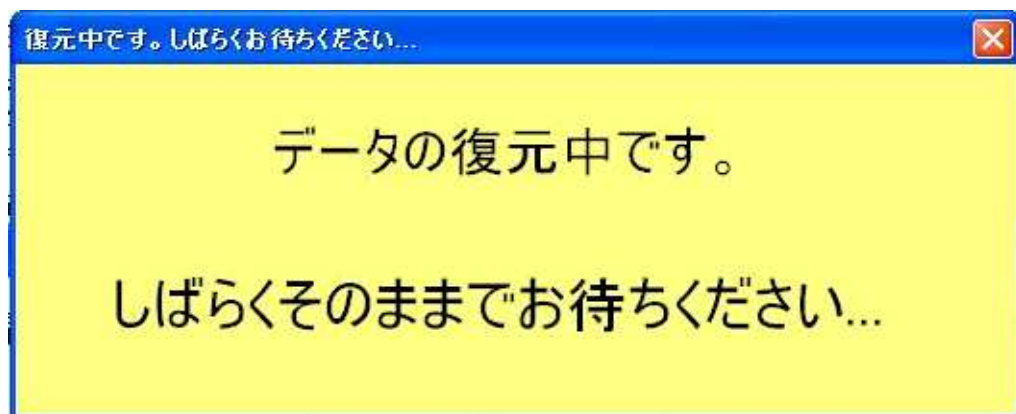 復元中です。しばらくお待ちください...
データの復元中です。
しばらくそのままでお待ちください...